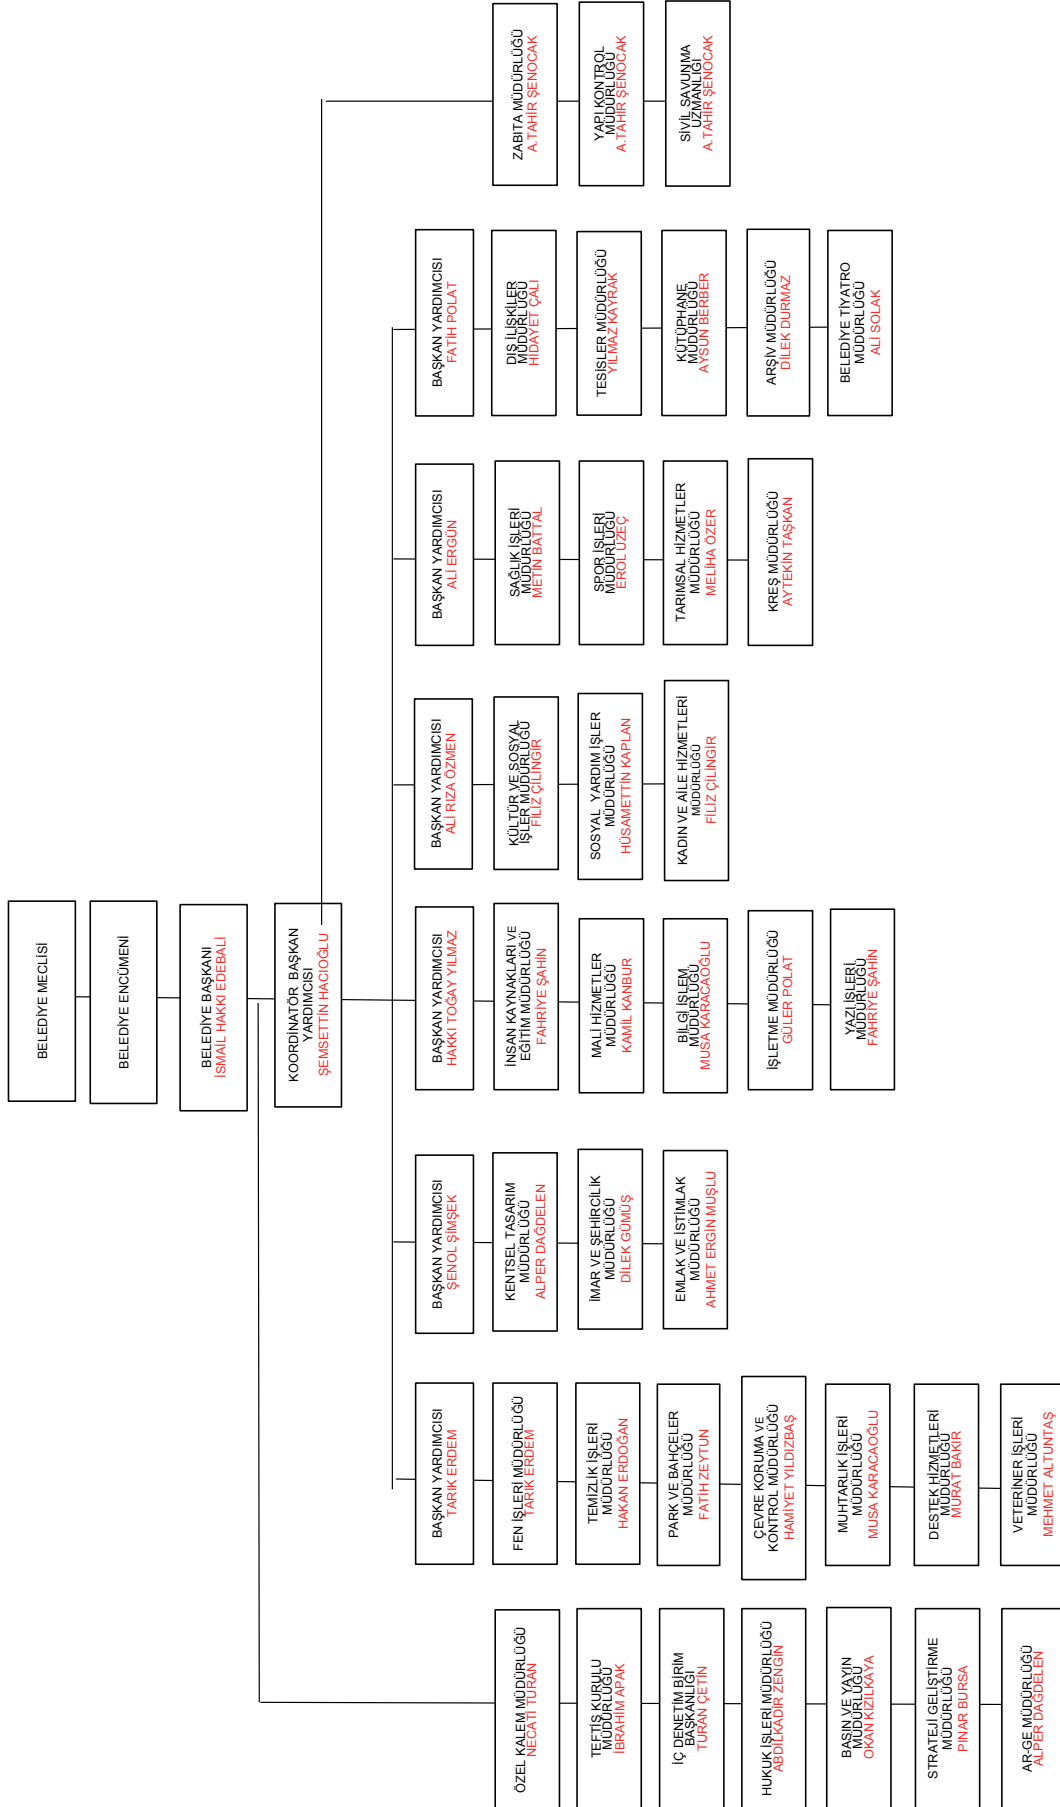 BELEDİYE MECLİSİ
BELEDİYE ENCÜMENİ
BELEDİYE BAŞKANI
İSMAİL HAKKI EDEBALİ
KOORDİNATÖR BAŞKAN
YARDIMCISI
ŞEMSETTİN HACIOĞLU
ÖZEL KALEM MÜDÜRLÜĞÜ
NECATİ TURAN
TEFTİŞ KURULU
MÜDÜRLÜĞÜ
İBRAHİM APAK
İÇ DENETİM BİRİM
BAŞKANLIĞI
TURAN ÇETİN
HUKUK İŞLERİ MÜDÜRLÜĞÜ
ABDİLKADİR ZENGİN
BASIN VE YAYIN
MÜDÜRLÜĞÜ
OKAN KIZILKAYA
STRATEJİ GELİŞTİRME
MÜDÜRLÜĞÜ
PINAR BURSA
AR-GE MÜDÜRLÜĞÜ
ALPER DAĞDELEN
BAŞKAN YARDIMCISI
TARIK ERDEM
FEN İŞLERİ MÜDÜRLÜĞÜ
TARIK ERDEM
TEMİZLİK İŞLERİ
MÜDÜRLÜĞÜ
HAKAN ERDOĞAN
PARK VE BAHÇELER
MÜDÜRLÜĞÜ
FATİH ZEYTUN
ÇEVRE KORUMA VE
KONTROL MÜDÜRLÜĞÜ
HAMİYET YILDIZBAŞ
MUHTARLIK İŞLERİ
MÜDÜRLÜĞÜ
MUSA KARACAOĞLU
DESTEK HİZMETLERİ
MÜDÜRLÜĞÜ
MURAT BAKIR
VETERİNER İŞLERİ
MÜDÜRLÜĞÜ
MEHMET ALTUNTAŞ
BAŞKAN YARDIMCISI
ŞENOL ŞİMŞEK
KENTSEL TASARIM
MÜDÜRLÜĞÜ
ALPER DAĞDELEN
İMAR VE ŞEHİRCİLİK
MÜDÜRLÜĞÜ
DİLEK GÜMÜŞ
EMLAK VE İSTİMLAK
MÜDÜRLÜĞÜ
AHMET ERGİN MUŞLU
BAŞKAN YARDIMCISI
HAKKI TOĞAY YILMAZ
İNSAN KAYNAKLARI VE
EĞİTİM MÜDÜRLÜĞÜ
FAHRİYE ŞAHİN
MALİ HİZMETLER
MÜDÜRLÜĞÜ
KAMİL KANBUR
BİLGİ İŞLEM
MÜDÜRLÜĞÜ
MUSA KARACAOĞLU
İŞLETME MÜDÜRLÜĞÜ
GÜLER POLAT
YAZI İŞLERİ
MÜDÜRLÜĞÜ
FAHRİYE ŞAHİN
BAŞKAN YARDIMCISI
ALİ RIZA ÖZMEN
KÜLTÜR VE SOSYAL
İŞLER MÜDÜRLÜĞÜ
FİLİZ ÇİLİNGİR
SOSYAL YARDIM İŞLER
MÜDÜRLÜĞÜ
HÜSAMETTİN KAPLAN
KADIN VE AİLE HİZMETLERİ
MÜDÜRLÜĞÜ
FİLİZ ÇİLİNGİR
BAŞKAN YARDIMCISI
ALİ ERGÜN
SAĞLIK İŞLERİ
MÜDÜRLÜĞÜ
METİN BATTAL
SPOR İŞLERİ
MÜDÜRLÜĞÜ
EROL UZEÇ
TARIMSAL HİZMETLER
MÜDÜRLÜĞÜ
MELİHA ÖZER
KREŞ MÜDÜRLÜĞÜ
AYTEKİN TAŞKAN
BAŞKAN YARDIMCISI
FATİH POLAT
DIŞ İLİŞKİLER
MÜDÜRLÜĞÜ
HİDAYET ÇALI
TESİSLER MÜDÜRLÜĞÜ
YILMAZ KAYRAK
KÜTÜPHANE
MÜDÜRLÜĞÜ
AYSUN BERBER
ARŞİV MÜDÜRLÜĞÜ
DİLEK DURMAZ
BELEDİYE TİYATRO
MÜDÜRLÜĞÜ
ALİ SOLAK
ZABITA MÜDÜRLÜĞÜ
A.TAHİR ŞENOCAK
YAPI KONTROL
MÜDÜRLÜĞÜ
A.TAHİR ŞENOCAK
SİVİL SAVUNMA
UZMANLIĞI
A.TAHİR ŞENOCAK